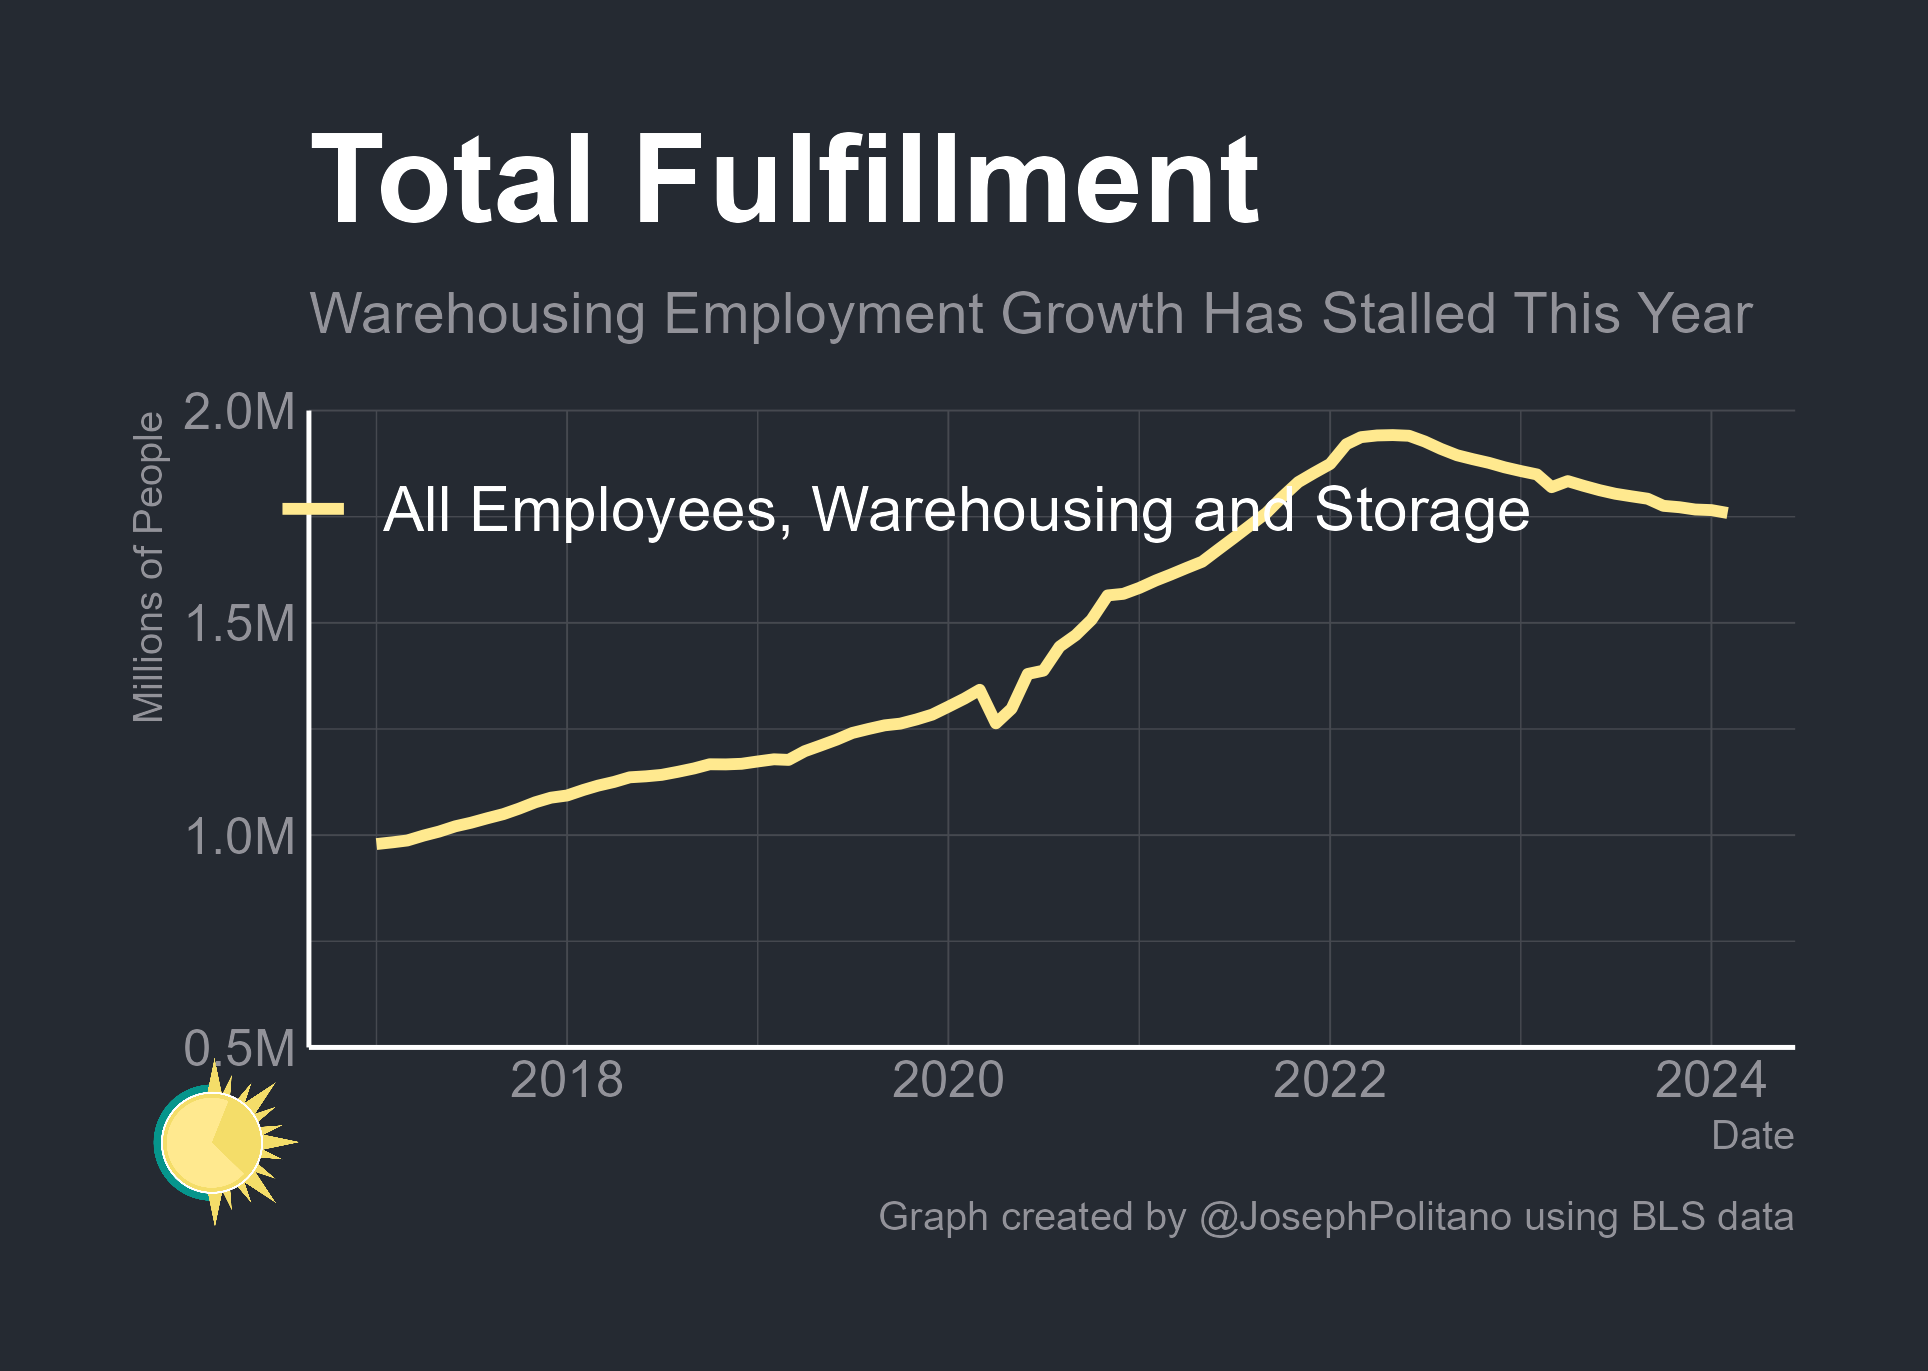 Total Fulfillment
Warehousing Employment Growth Has Stalled This Year
Millions of People
2.0M
All Employees, Warehousing and Storage
1.5M
1.0M
0.5M
2018 2020 2022 2024
Date
Graph created by @JosephPolitano using BLS data